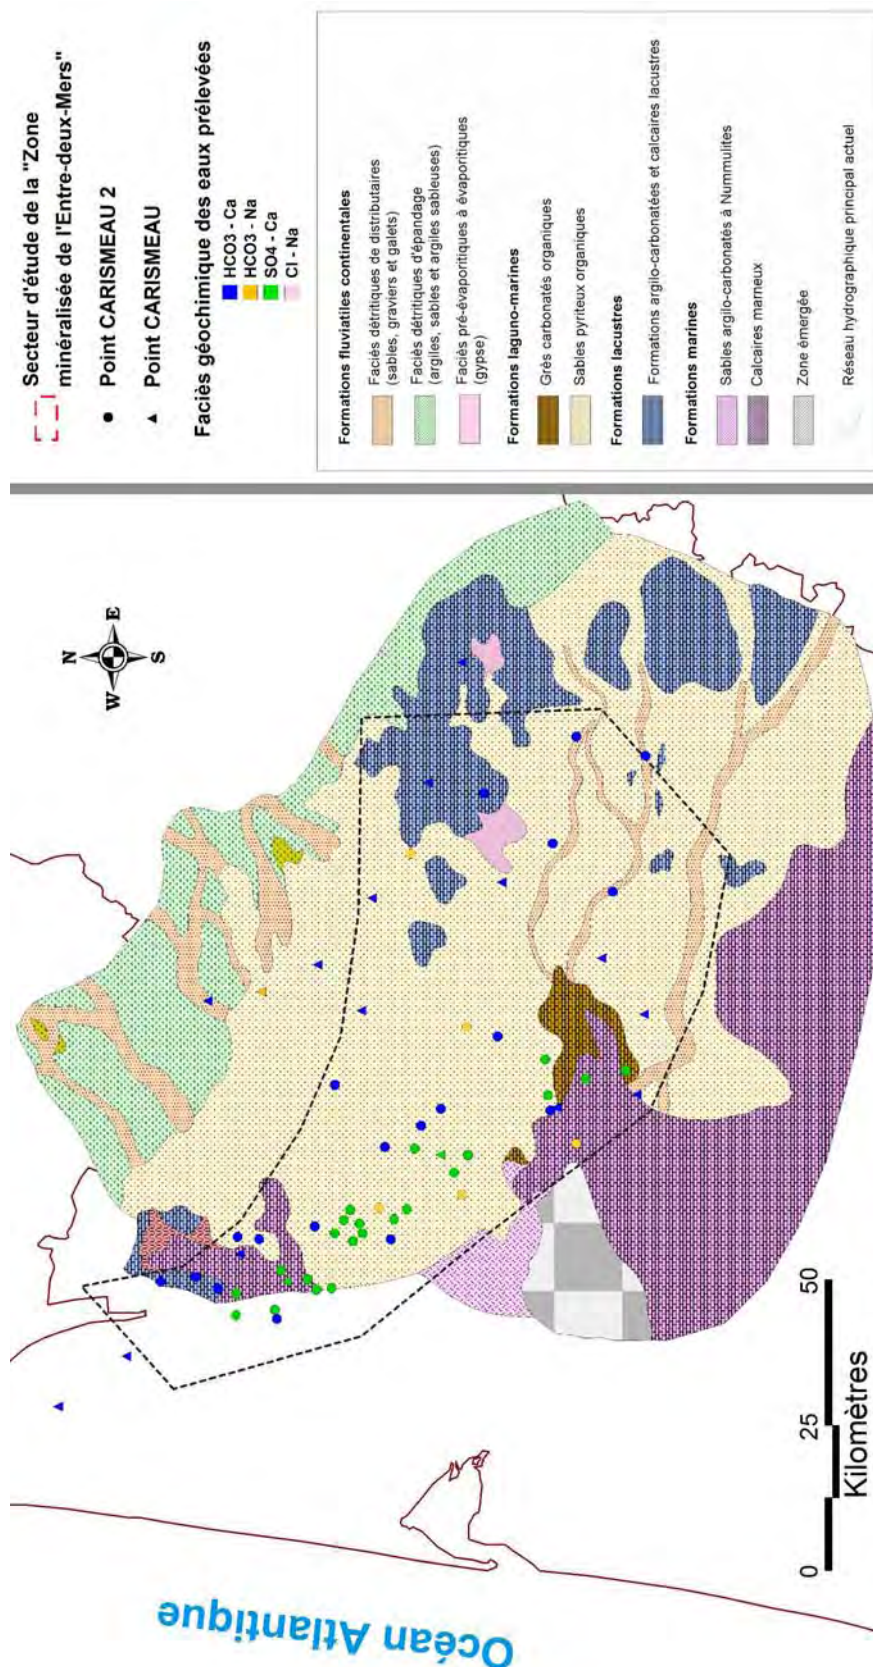 Secteur d'étude de la "Zone
minéralisée de l'Entre-deux-Mers"
Point CARISMEAU 2
Point CARISMEAU
Faciès géochimique des eaux prélevées
HCO3 - Ca
HCO3 - Na
SO4 - Ca
Cl - Na
Formations fluviatiles continentales
Faciès détritiques de distributaires
(sables, graviers et galets)
Faciès détritiques d'épandage
(argiles, sables et argiles sableuses)
Faciès pré-évaporitiques à évaporitiques
(gypse)
Formations laguno-marines
Grès carbonatés organiques
Sables pyriteux organiques
Formations lacustres
Formations argilo-carbonatées et calcaires lacustres
Formations marines
Sables argilo-carbonatés à Nummulites
Calcaires marneux
Zone émergée
Réseau hydrographique principal actuel
N
W E
S
Océan Atlantique
0 25 50
Kilomètres